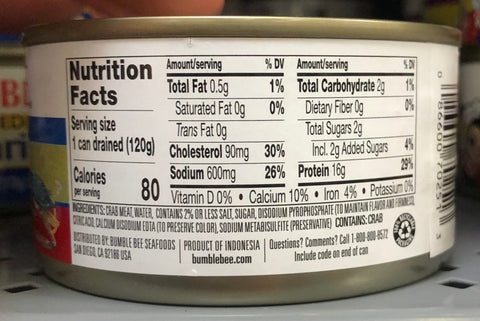 Nutrition
Facts
Serving size
1 can drained (120g)
Calories
per serving 80
Amount/serving % DV
Total Fat 0.5g 1%
Saturated Fat 0g 0%
Trans Fat 0g
Cholesterol 90mg 30%
Sodium 600mg 26%
Amount/serving % DV
Total Carbohydrate 2g 1%
Dietary Fiber 0g 0%
Total Sugars 2g
Incl. 2g Added Sugars 4%
Protein 16g 29%
Vitamin D 0% • Calcium 10% • Iron 4% • Potassium 0%
INGREDIENTS: CRAB MEAT, WATER, CONTAINS 2% OR LESS SALT, SUGAR, DISODIUM PYROPHOSPHATE (TO MAINTAIN FLAVOR AND FIRMNESS),
CITRIC ACID, CALCIUM DISODIUM EDTA (TO PRESERVE COLOR), SODIUM METABISULFITE (PRESERVATIVE) CONTAINS: CRAB
DISTRIBUTED BY: BUMBLE BEE SEAFOODS
SAN DIEGO, CA 92186 USA
PRODUCT OF INDONESIA
bumblebee.com
Questions? Comments? Call 1-800-800-8572
Include code on end of can